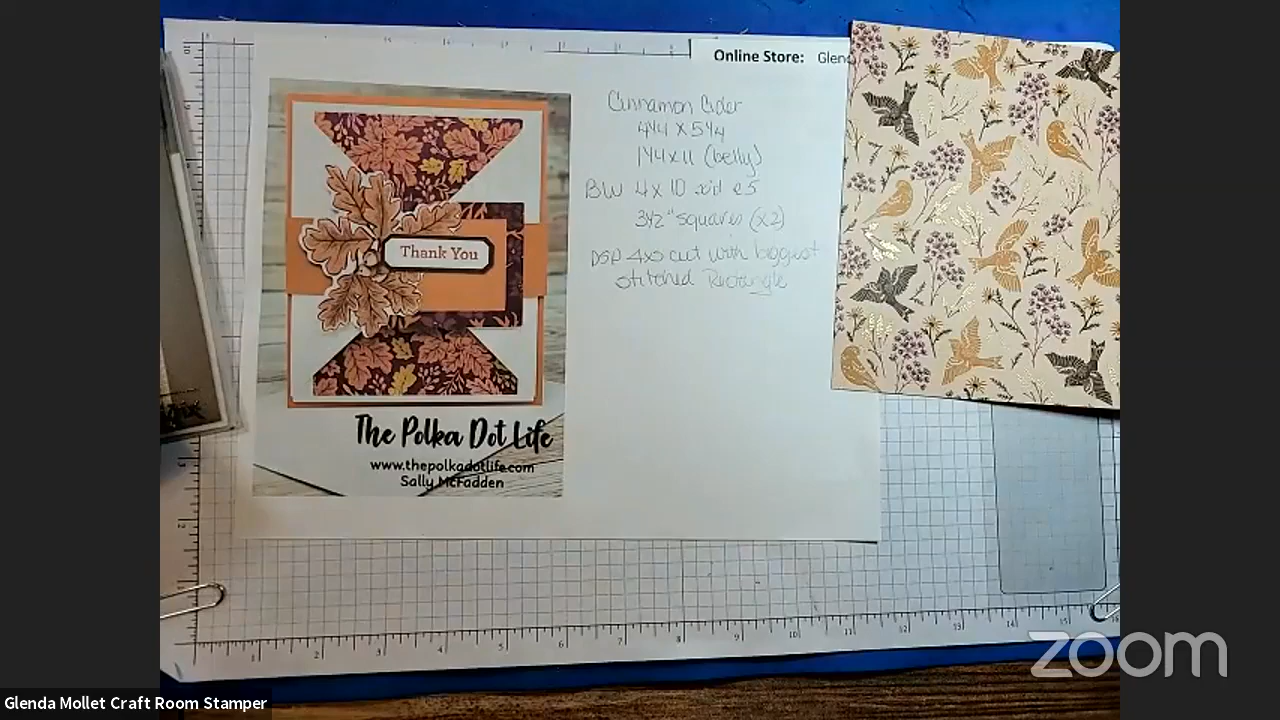 Online Store: Glend
Cinnamon Cider
4 1/4 x 5 1/4
1 1/4 x 11 (belly)
BW 4 x 10 @5
3 1/2" squares (x2)
DSP 4x5 cut with biggest
stitched Rectangle
Thank You
The Polka Dot Life
www.thepolkadotlife.com
Sally McFadden
zoom
Glenda Mollet Craft Room Stamper